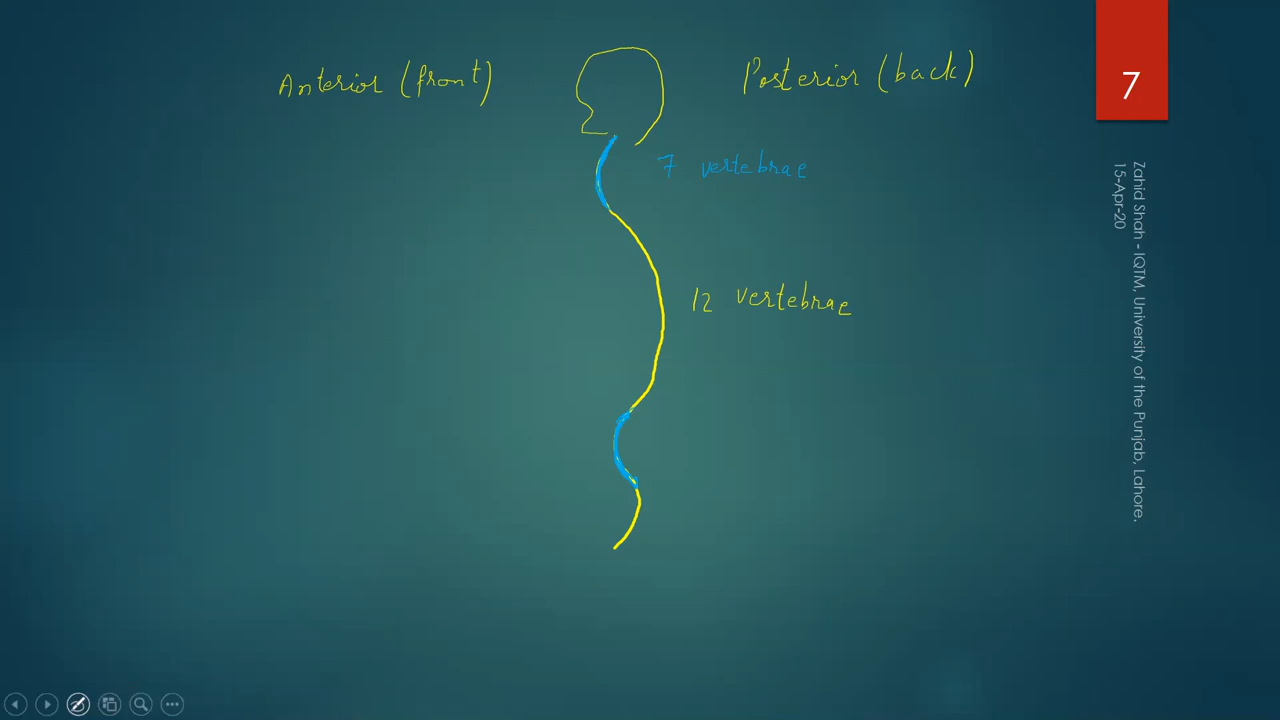 Anterior (front)
Posterior (back)
7
7 vertebrae
12 vertebrae
Zahid Shah - IQTM, University of the Punjab, Lahore.
15-Apr-20